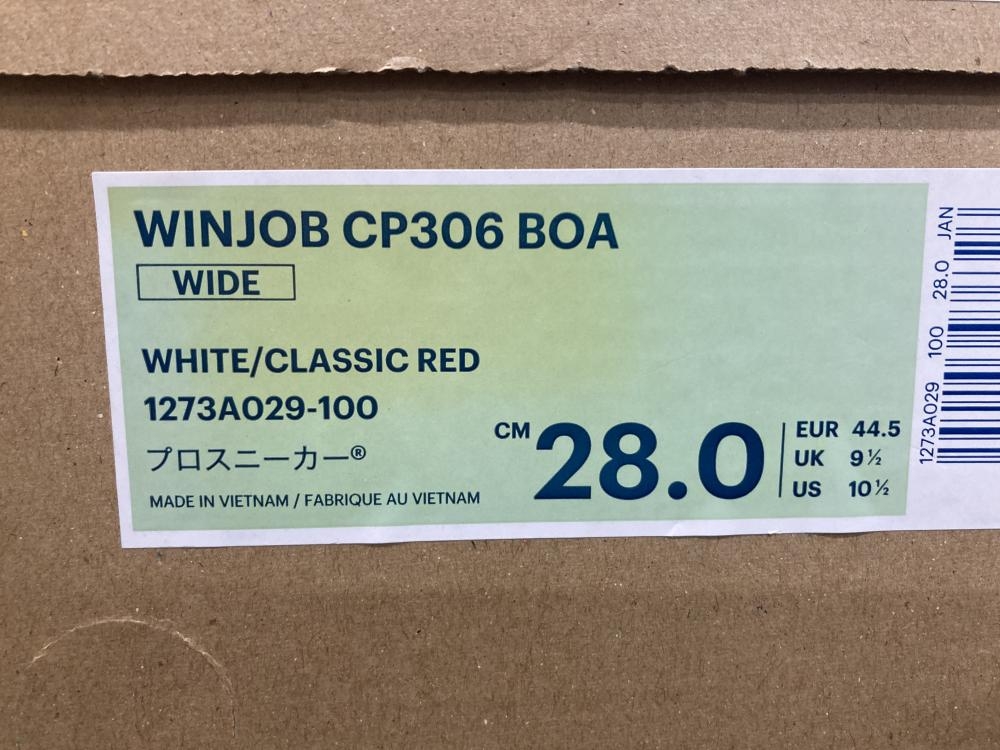 WINJOB CP306 BOA
WIDE
WHITE/CLASSIC RED
1273A029-100
プロスニーカー®
MADE IN VIETNAM / FABRIQUE AU VIETNAM
CM 28.0
EUR 44.5
UK 9½
US 10½
1273A029 100 28.0 JAN